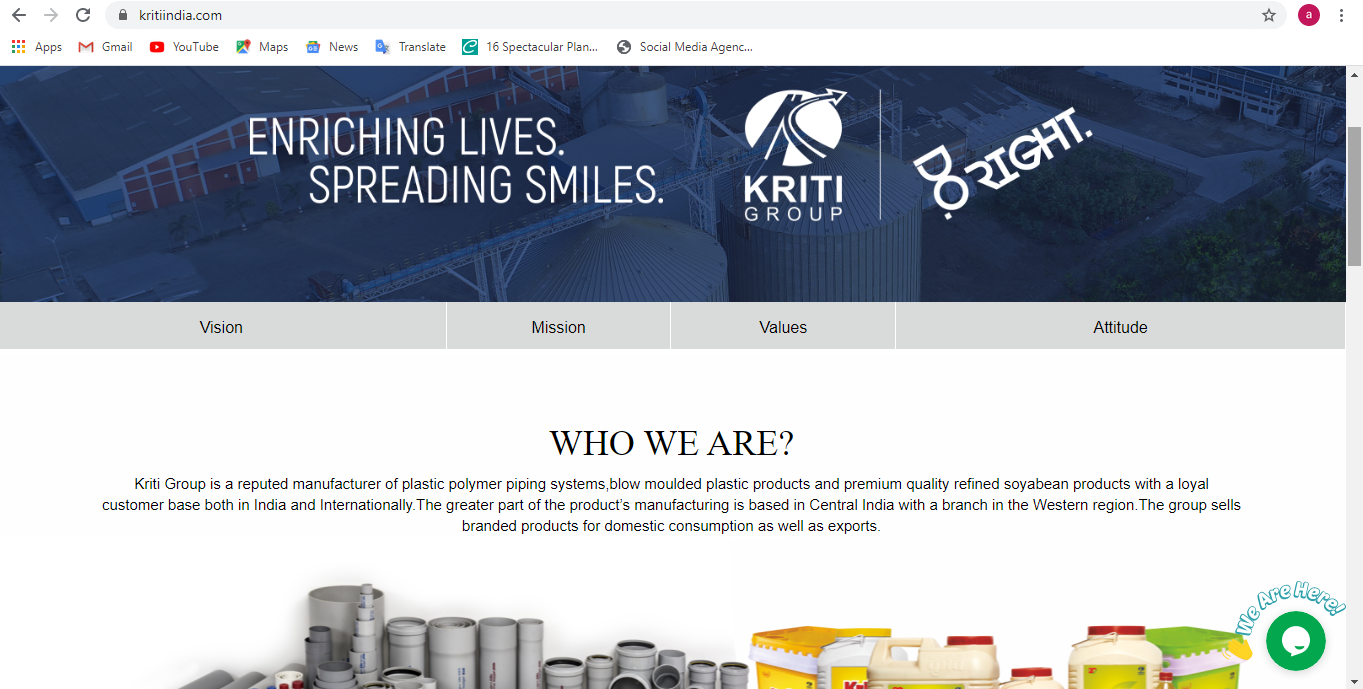 kritiindia.com
a
Apps
Gmail
YouTube
Maps
News
Translate
16 Spectacular Plan...
Social Media Agenc...
ENRICHING LIVES.
SPREADING SMILES.
KRITI
GROUP
RIGHT.
Vision
Mission
Values
Attitude
WHO WE ARE?
Kriti Group is a reputed manufacturer of plastic polymer piping systems,blow moulded plastic products and premium quality refined soyabean products with a loyal
customer base both in India and Internationally.The greater part of the product’s manufacturing is based in Central India with a branch in the Western region.The group sells
branded products for domestic consumption as well as exports.
We Are Here!